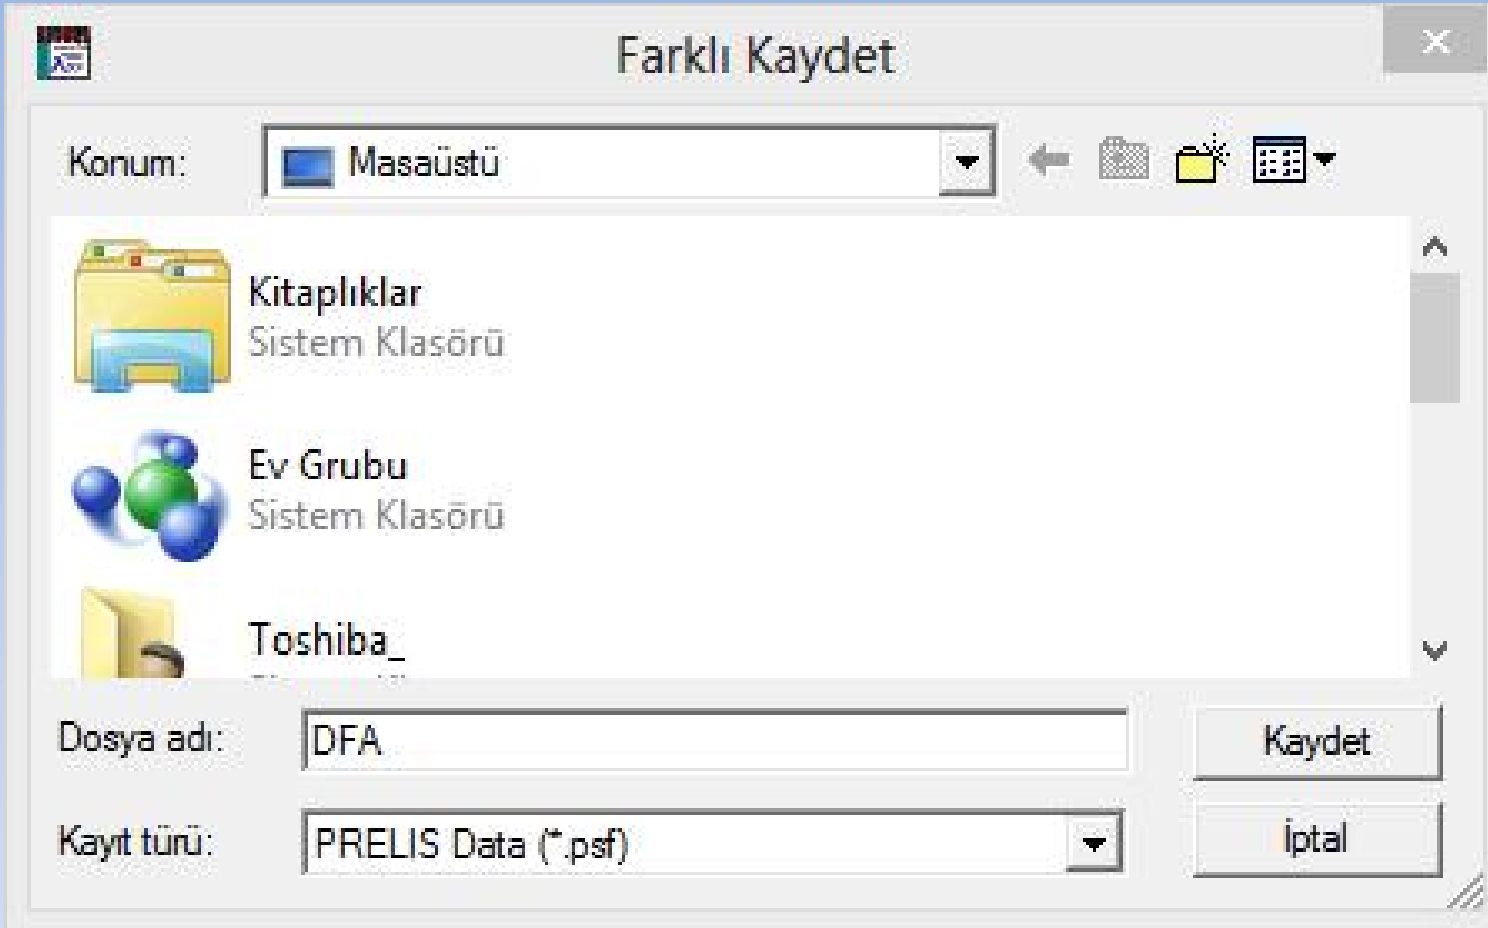 Farklı Kaydet
Konum:
Masaüstü
Kitaplıklar
Sistem Klasörü
Ev Grubu
Sistem Klasörü
Toshiba_
Dosya adı:
DFA
Kaydet
Kayıt türü:
PRELIS Data (*.psf)
İptal